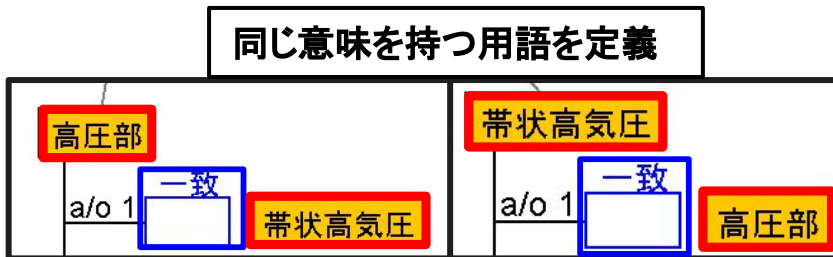 同じ意味を持つ用語を定義
高圧部
一致
a/o 1
帯状高気圧
帯状高気圧
一致
a/o 1
高圧部